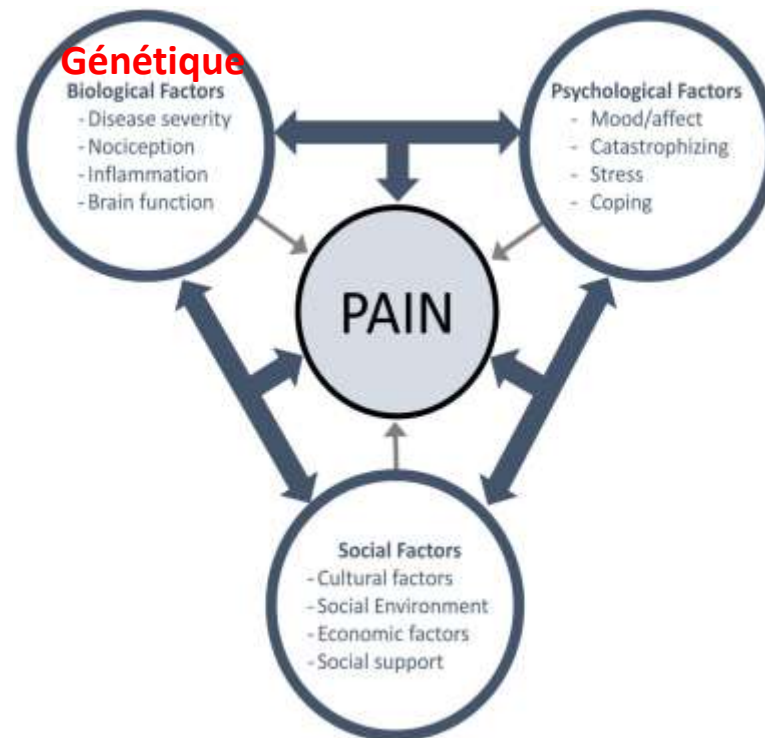 Génétique
Biological Factors
- Disease severity
- Nociception
- Inflammation
- Brain function
Psychological Factors
- Mood/affect
- Catastrophizing
- Stress
- Coping
PAIN
Social Factors
- Cultural factors
- Social Environment
- Economic factors
- Social support